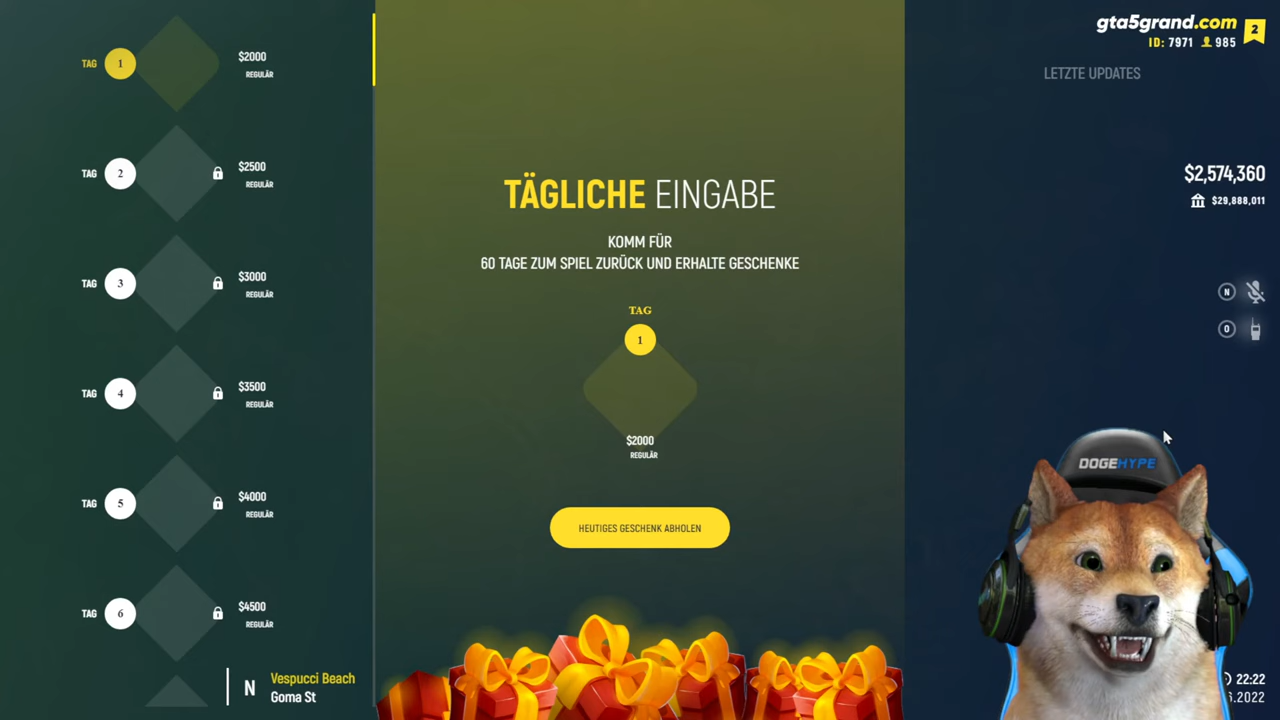 TAG 1 $2000
REGULÄR
TAG 2 $2500
REGULÄR
TAG 3 $3000
REGULÄR
TAG 4 $3500
REGULÄR
TAG 5 $4000
REGULÄR
TAG 6 $4500
REGULÄR
N Vespucci Beach
Goma St
TÄGLICHE EINGABE
KOMM FÜR
60 TAGE ZUM SPIEL ZURÜCK UND ERHALTE GESCHENKE
TAG
1
$2000
REGULÄR
HEUTIGES GESCHENK ABHOLEN
gta5grand.com 2
ID: 7971 985
LETZTE UPDATES
$2,574,360
$29,888,011
N
O
DOGEHYPE
22:22
.2022